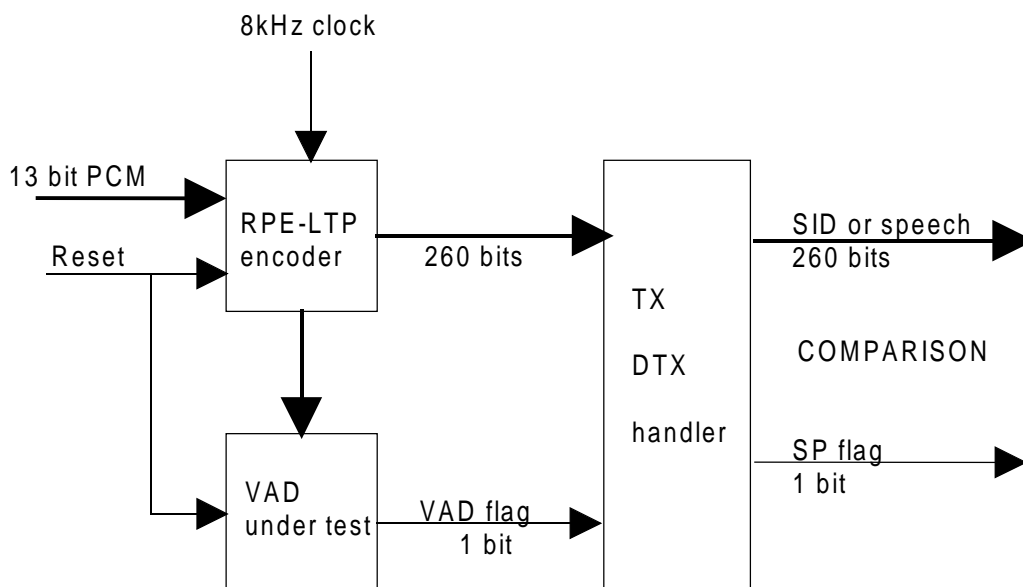 8kHz clock
13 bit PCM
RPE-LTP
encoder
Reset
260 bits
SID or speech
260 bits
TX
DTX
handler
COMPARISON
VAD
under test
VAD flag
1 bit
SP flag
1 bit